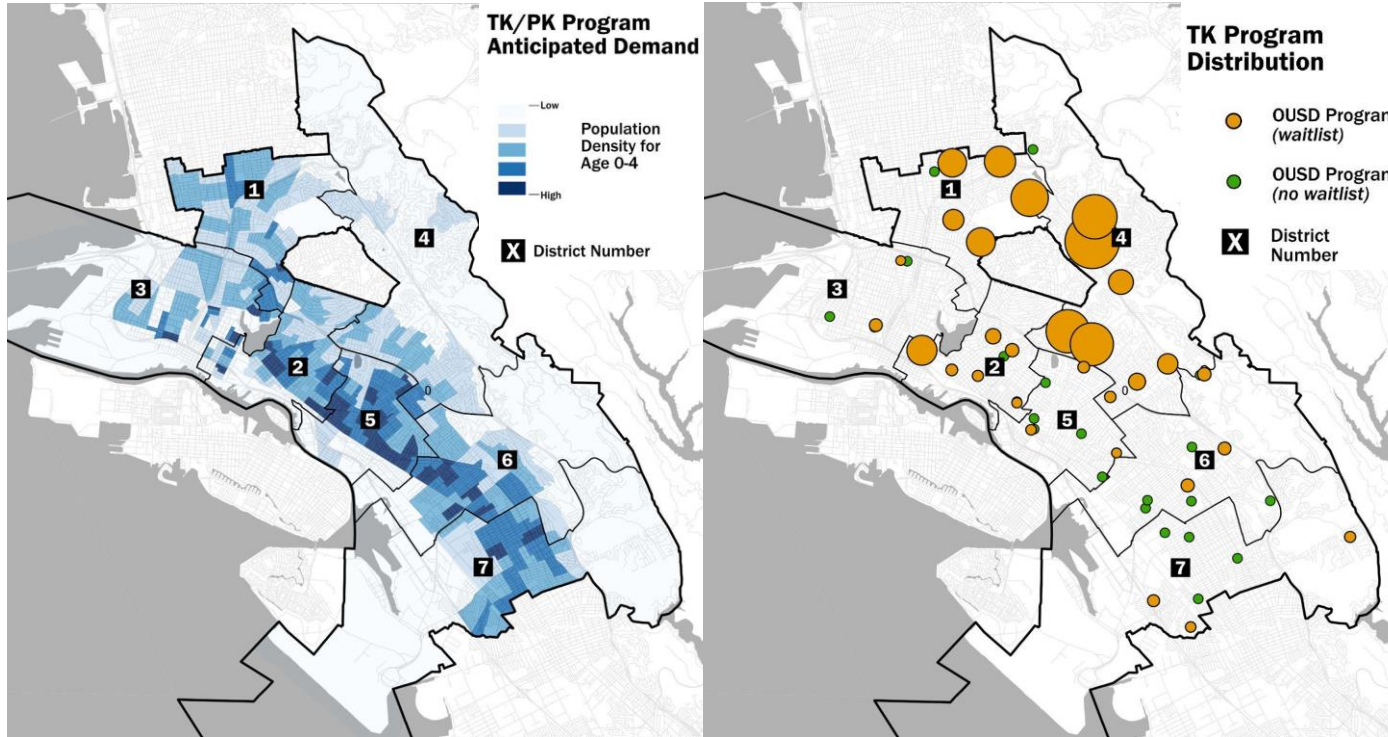 TK/PK Program
Anticipated Demand
Low
Population
Density for
Age 0-4
High
X District Number
1
4
3
2
5
0
6
7
TK Program
Distribution
OUSD Program
(waitlist)
OUSD Program
(no waitlist)
X District
Number
1
4
3
2
0
5
6
7